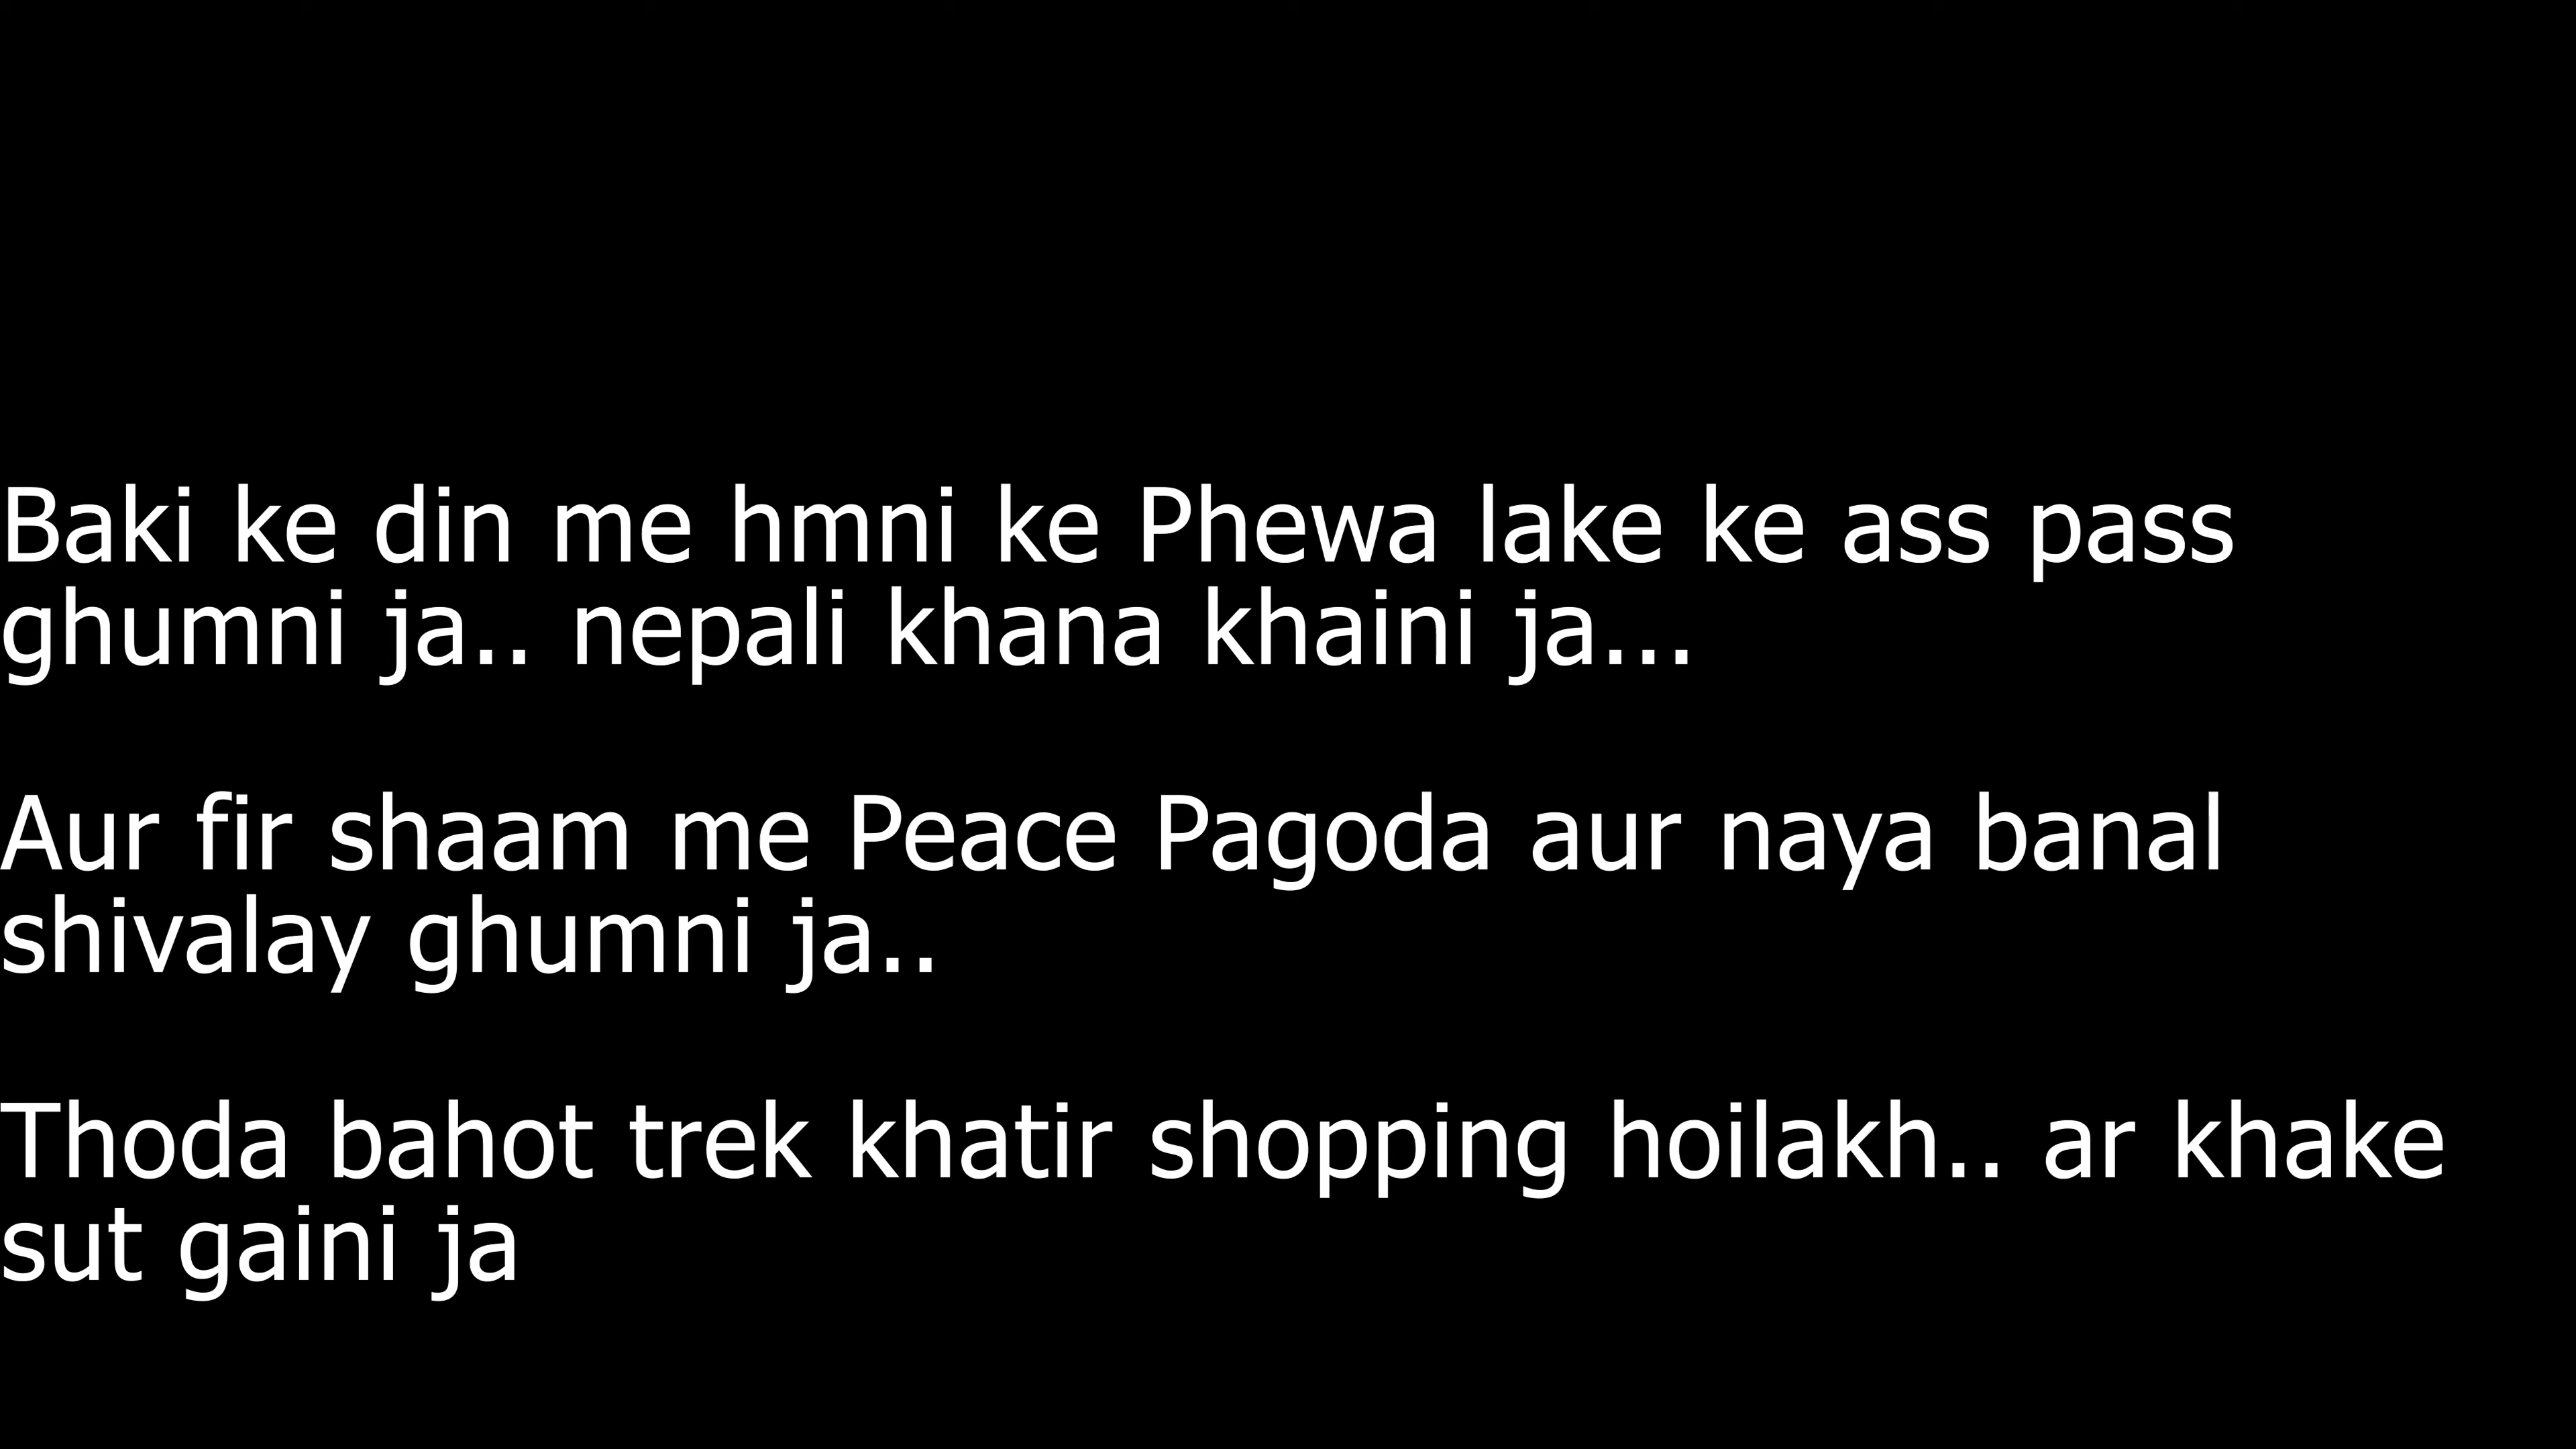 Baki ke din me hmni ke Phewa lake ke ass pass
ghumni ja.. nepali khana khaini ja...
Aur fir shaam me Peace Pagoda aur naya banal
shivalay ghumni ja..
Thoda bahot trek khatir shopping hoilakh.. ar khake
sut gaini ja